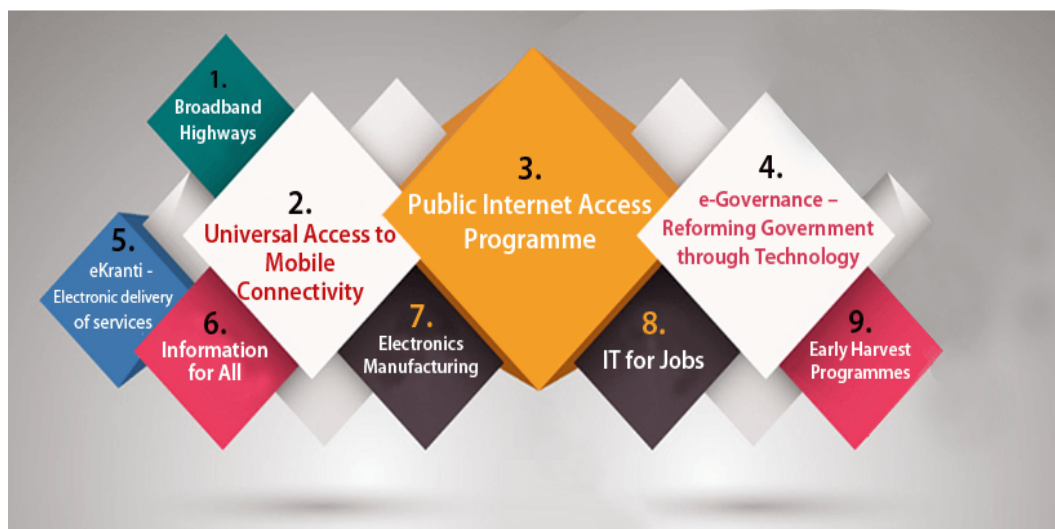 1.
Broadband
Highways
2.
Universal Access to
Mobile
Connectivity
3.
Public Internet Access
Programme
4.
e-Governance –
Reforming Government
through Technology
5.
eKranti -
Electronic delivery
of services
6.
Information
for All
7.
Electronics
Manufacturing
8.
IT for Jobs
9.
Early Harvest
Programmes